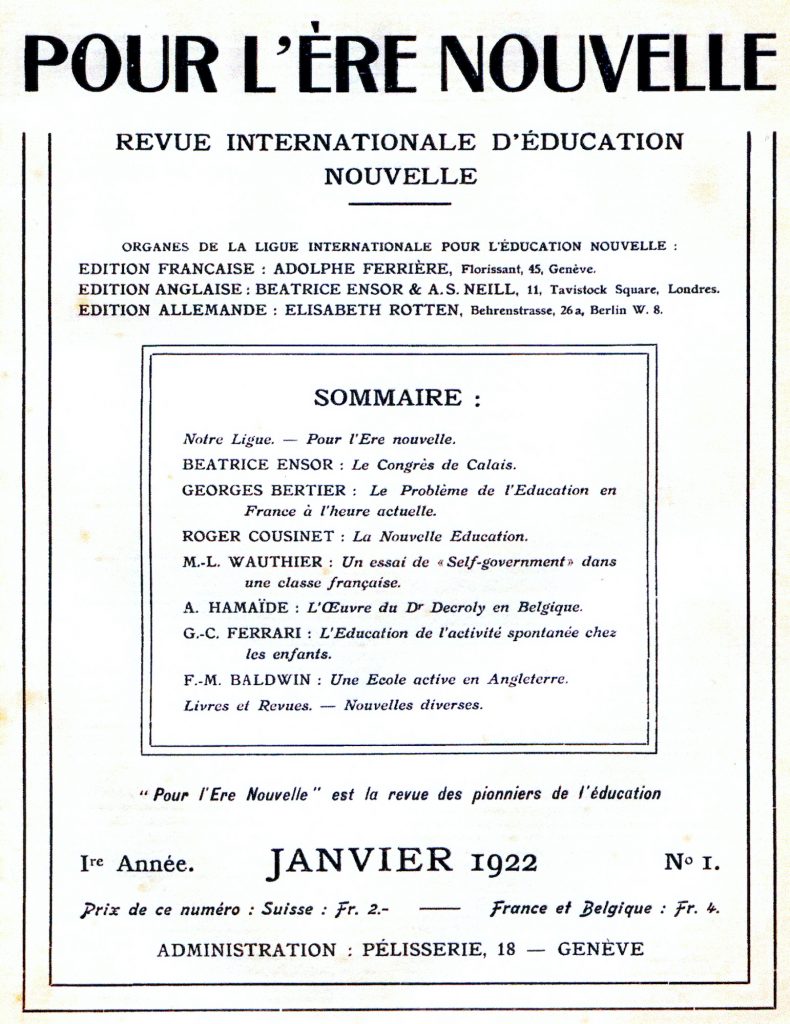 POUR L'ÈRE NOUVELLE
REVUE INTERNATIONALE D'ÉDUCATION
NOUVELLE
ORGANES DE LA LIGUE INTERNATIONALE POUR L'ÉDUCATION NOUVELLE :
EDITION FRANCAISE : ADOLPHE FERRIÈRE, Florissant, 45, Genève.
EDITION ANGLAISE : BEATRICE ENSOR & A.S. NEILL, 11, Tavistock Square, Londres.
EDITION ALLEMANDE : ELISABETH ROTTEN, Behrenstrasse, 26a, Berlin W. 8.
SOMMAIRE :
Notre Ligue. — Pour l'Ere nouvelle.
BEATRICE ENSOR : Le Congrès de Calais.
GEORGES BERTIER : Le Problème de l'Education en
France à l'heure actuelle.
ROGER COUSINET : La Nouvelle Education.
M.-L. WAUTHIER : Un essai de «Self-government» dans
une classe française.
A. HAMAÏDE : L'Œuvre du Dr Decroly en Belgique.
G.-C. FERRARI : L'Education de l'activité spontanée chez
les enfants.
F.-M. BALDWIN : Une Ecole active en Angleterre.
Livres et Revues. — Nouvelles diverses.
"Pour l'Ere Nouvelle" est la revue des pionniers de l'éducation
Ire Année. JANVIER 1922 No 1.
Prix de ce numéro : Suisse : Fr. 2.- — France et Belgique : Fr. 4.
ADMINISTRATION : PÉLISSERIE, 18 — GENÈVE